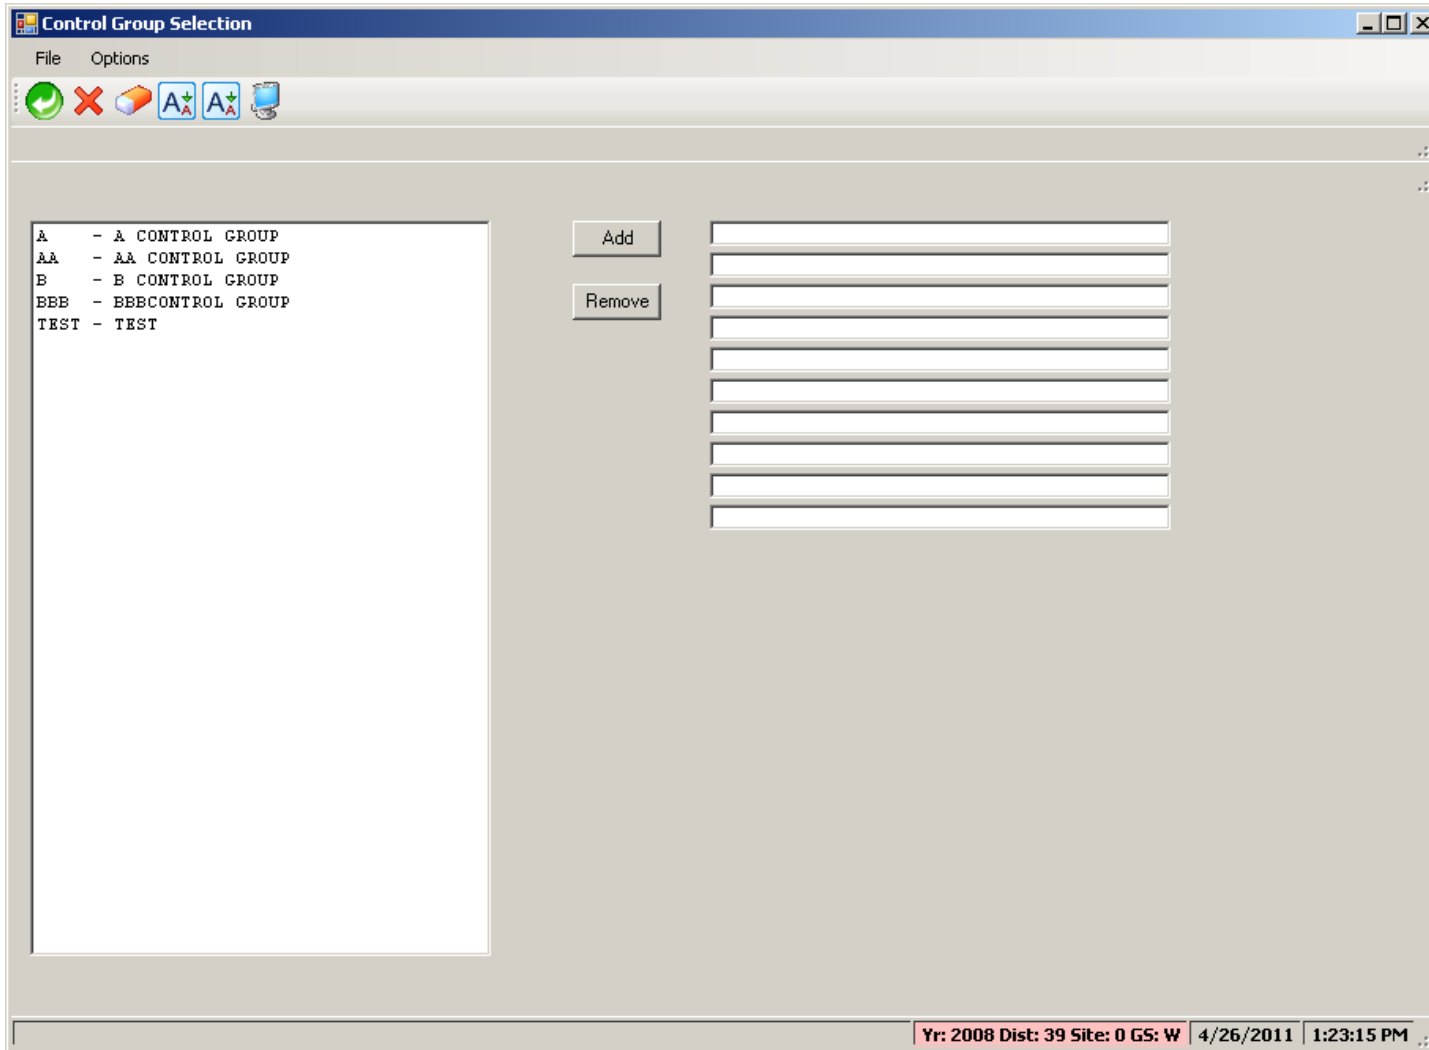 Control Group Selection
File Options
A    - A CONTROL GROUP
AA   - AA CONTROL GROUP
B    - B CONTROL GROUP
BBB  - BBBCONTROL GROUP
TEST - TEST
Add
Remove
Yr: 2008 Dist: 39 Site: 0 GS: W 4/26/2011 1:23:15 PM